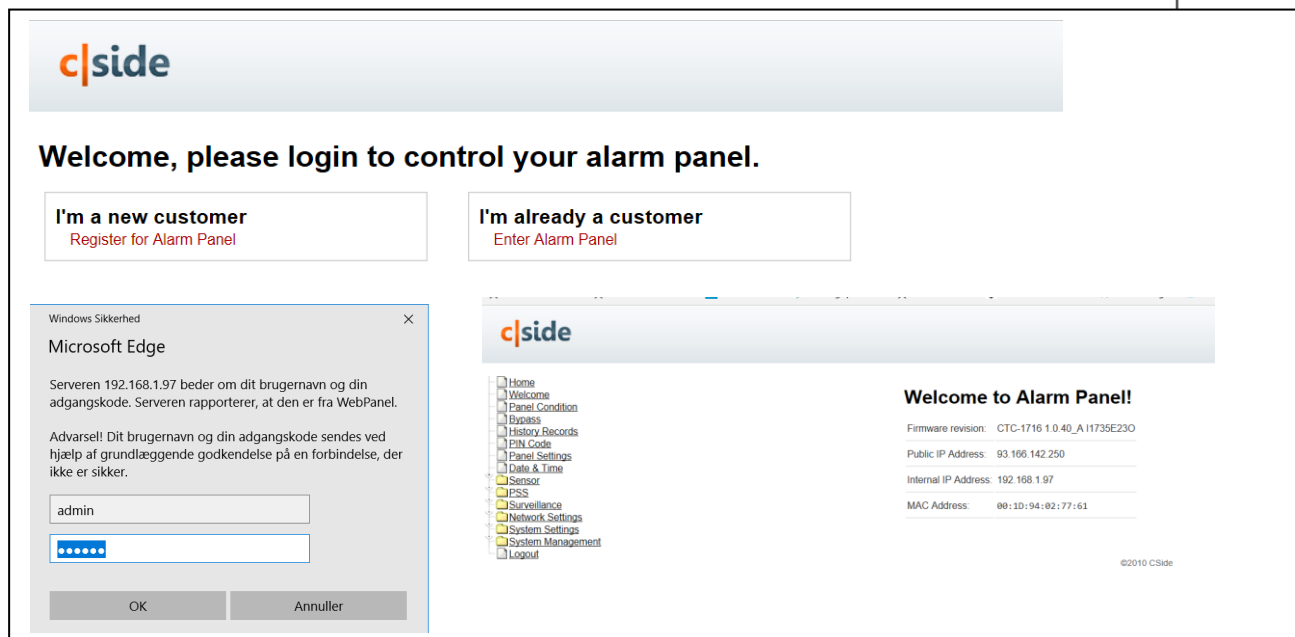 c|side
Welcome, please login to control your alarm panel.
I'm a new customer
Register for Alarm Panel
I'm already a customer
Enter Alarm Panel
Windows Sikkerhed
Microsoft Edge
Serveren 192.168.1.97 beder om dit brugernavn og din
adgangskode. Serveren rapporterer, at den er fra WebPanel.
Advarsel! Dit brugernavn og din adgangskode sendes ved
hjælp af grundlæggende godkendelse på en forbindelse, der
ikke er sikker.
admin
••••••
OK
Annuller
c|side
Home
Welcome
Panel Condition
Bypass
History Records
PIN Code
Panel Settings
Date & Time
Sensor
PSS
Surveillance
Network Settings
System Settings
System Management
Logout
Welcome to Alarm Panel!
Firmware revision: CTC-1716 1.0.40_A I1735E23O
Public IP Address: 93.166.142.250
Internal IP Address: 192.168.1.97
MAC Address: 00:1D:94:02:77:61
©2010 CSide